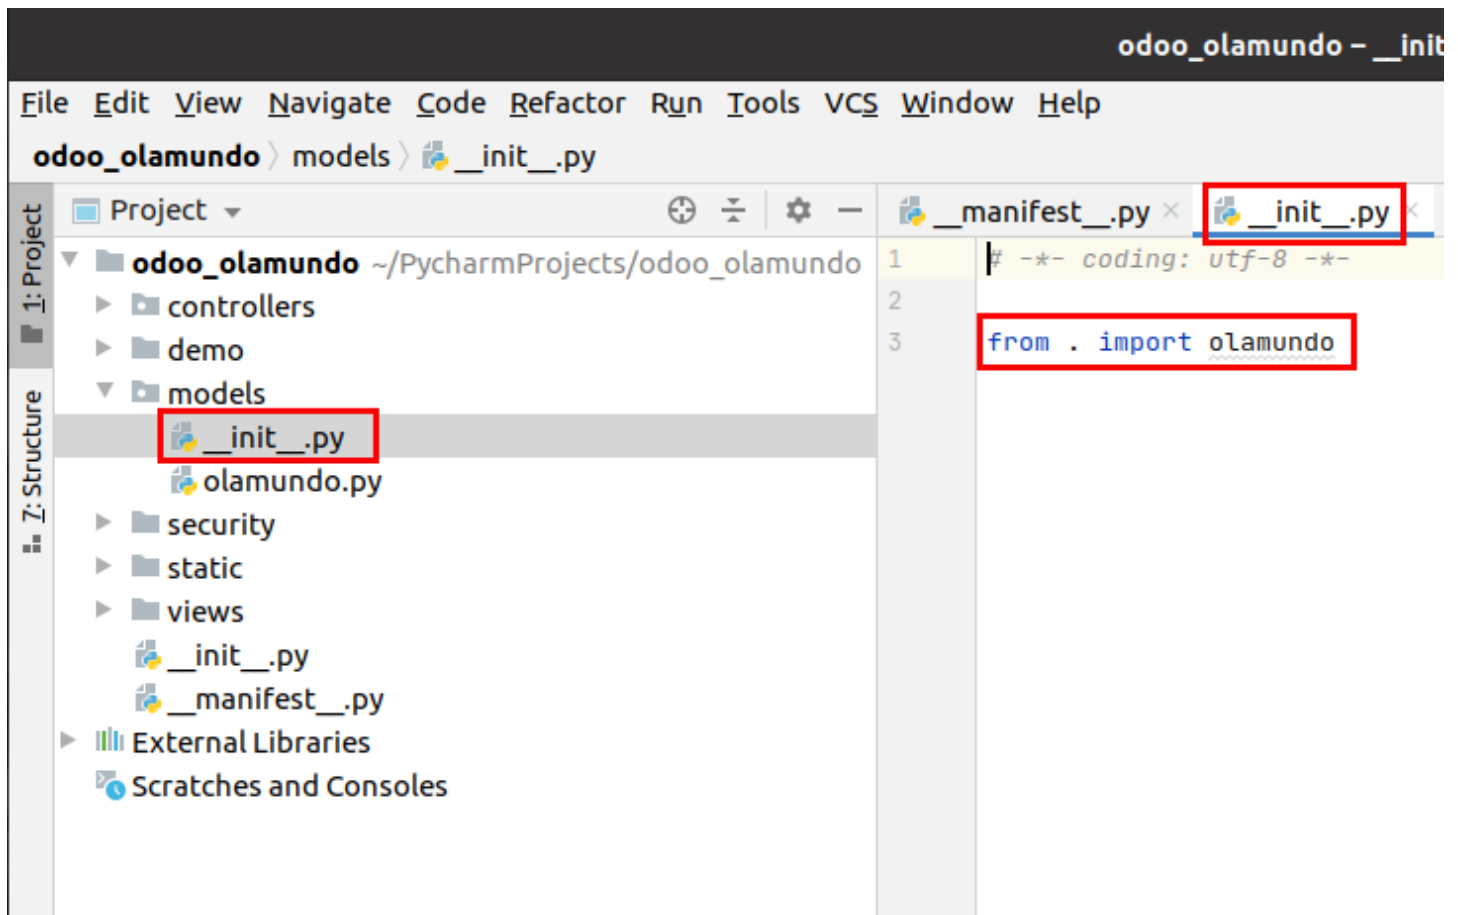 odoo_olamundo – __init
File Edit View Navigate Code Refactor Run Tools VCS Window Help
odoo_olamundo models __init__.py
1: Project
7: Structure
Project
odoo_olamundo ~/PycharmProjects/odoo_olamundo
controllers
demo
models
__init__.py
olamundo.py
security
static
views
__init__.py
__manifest__.py
External Libraries
Scratches and Consoles
__manifest__.py __init__.py
1 # -*- coding: utf-8 -*-
2
3 from . import olamundo